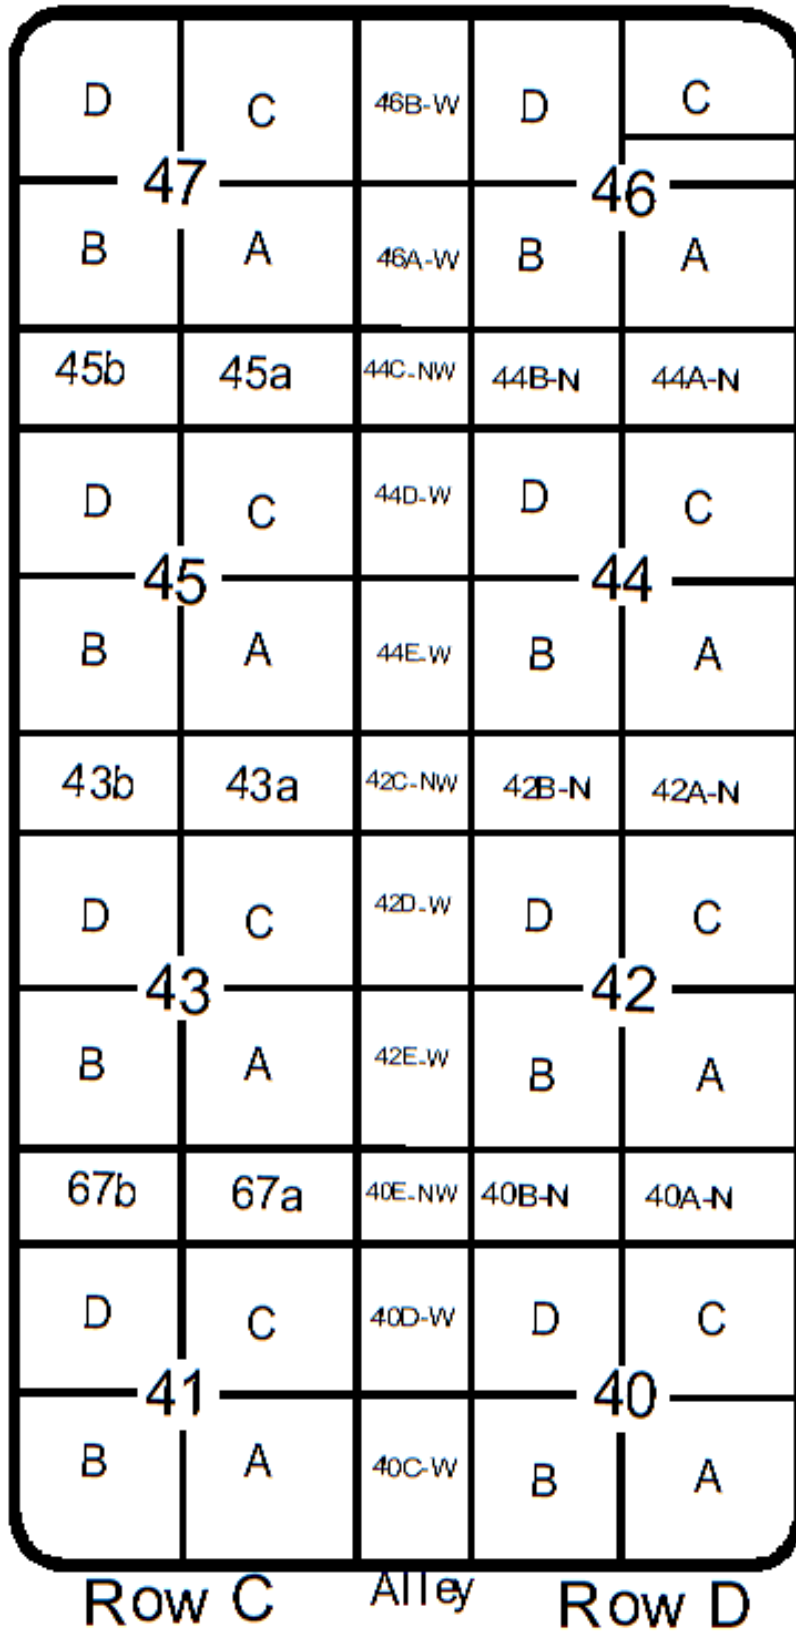 D C 46B-W D C
47 46
B A 46A-W B A
45b 45a 44C-NW 44B-N 44A-N
D C 44D-W D C
45 44
B A 44E-W B A
43b 43a 42C-NW 42B-N 42A-N
D C 42D-W D C
43 42
B A 42E-W B A
67b 67a 40E-NW 40B-N 40A-N
D C 40D-W D C
41 40
B A 40C-W B A
Row C Alley Row D